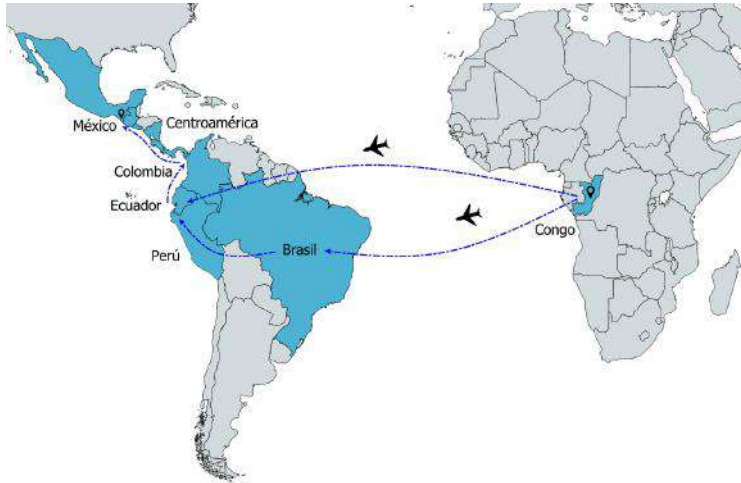 México
Centroamérica
Colombia
Ecuador
Perú
Brasil
Congo